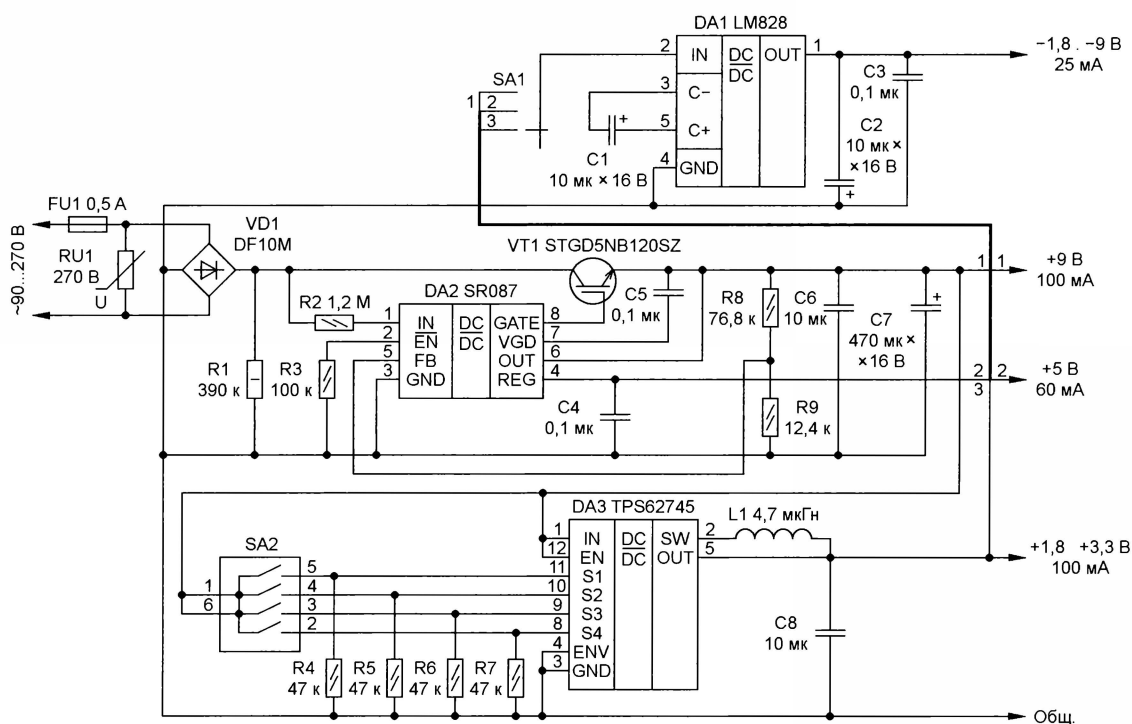 DA1 LM828
2 IN DC OUT 1
DC
−1,8 . −9 В
25 мА
SA1
1 2
3
3 C−
5 C+
4 GND
+
C1
10 мк × 16 В
C3
0,1 мк
C2
10 мк ×
× 16 В
+
FU1 0,5 А
~90...270 В
RU1
270 В
U
VD1
DF10M
VT1 STGD5NB120SZ
R2 1,2 М
DA2 SR087
1 IN DC GATE 8
2 EN DC VGD 7
5 FB OUT 6
3 GND REG 4
R1
390 к
R3
100 к
C5
0,1 мк
R8
76,8 к
C6
10 мк
+
C7
470 мк ×
× 16 В
1 1
+9 В
100 мА
C4
0,1 мк
R9
12,4 к
2 2
3
+5 В
60 мА
DA3 TPS62745
1 IN DC SW 2
12 EN DC OUT 5
11 S1
10 S2
9 S3
8 S4
4 ENV
3 GND
L1 4,7 мкГн
+1,8 +3,3 В
100 мА
SA2
1
6
5
4
3
2
R4
47 к
R5
47 к
R6
47 к
R7
47 к
C8
10 мк
Общ.